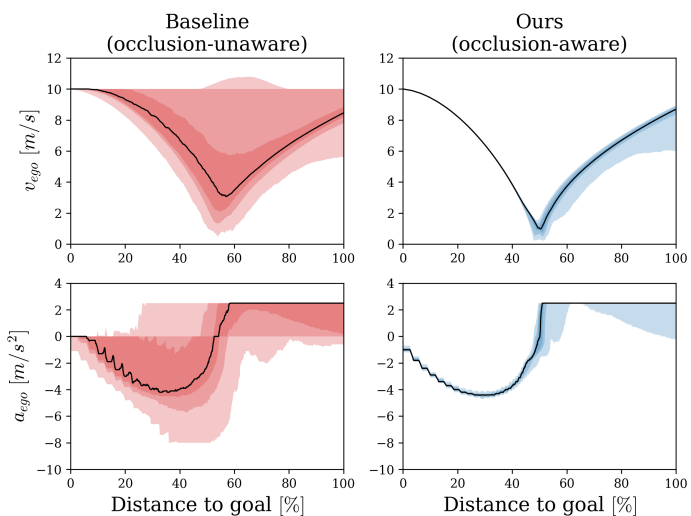 Baseline
(occlusion-unaware)
Ours
(occlusion-aware)
v_ego [m/s]
12
10
8
6
4
2
0
0 20 40 60 80 100
12
10
8
6
4
2
0
0 20 40 60 80 100
a_ego [m/s²]
4
2
0
−2
−4
−6
−8
−10
0 20 40 60 80 100
Distance to goal [%]
4
2
0
−2
−4
−6
−8
−10
0 20 40 60 80 100
Distance to goal [%]